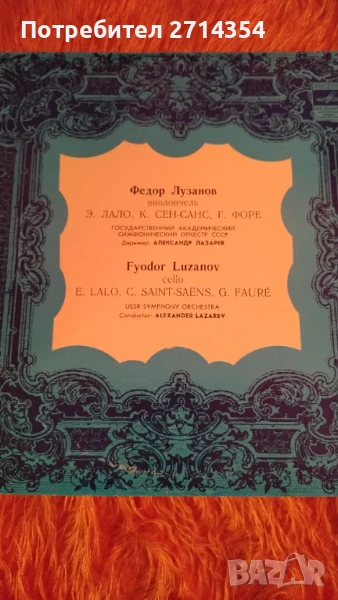 Потребител 2714354
Федор Лузанов
виолончель
Э. ЛАЛО, К. СЕН-САНС, Г. ФОРЕ
ГОСУДАРСТВЕННЫЙ АКАДЕМИЧЕСКИЙ
СИМФОНИЧЕСКИЙ ОРКЕСТР СССР
Дирижер АЛЕКСАНДР ЛАЗАРЕВ
Fyodor Luzanov
cello
E. LALO, C. SAINT-SAËNS, G. FAURÉ
USSR SYMPHONY ORCHESTRA
Conductor: ALEXANDER LAZAREV
BAZAR